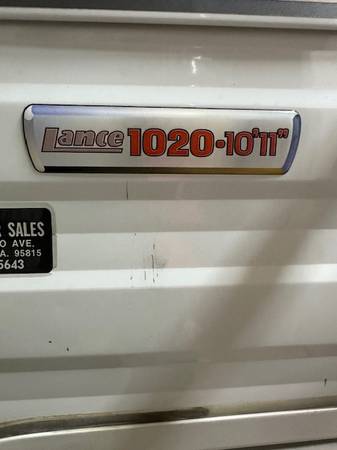 Lance 1020•10'11"
SALES
O AVE,
A. 95815
5643